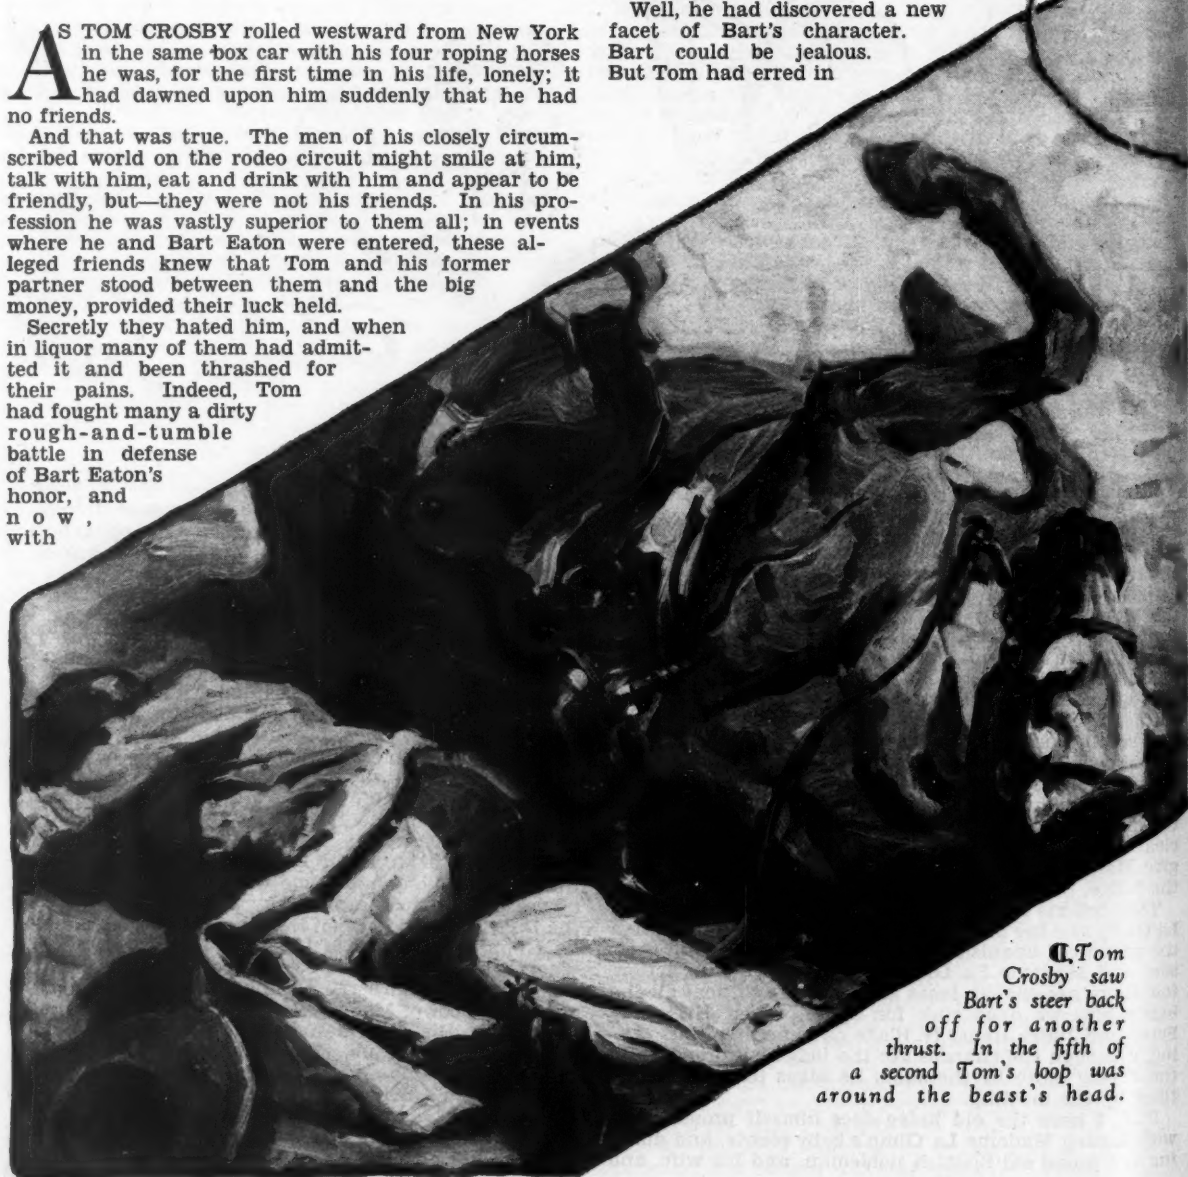 AS TOM CROSBY rolled westward from New York
in the same box car with his four roping horses
he was, for the first time in his life, lonely; it
had dawned upon him suddenly that he had
no friends.
And that was true. The men of his closely circum-
scribed world on the rodeo circuit might smile at him,
talk with him, eat and drink with him and appear to be
friendly, but—they were not his friends. In his pro-
fession he was vastly superior to them all; in events
where he and Bart Eaton were entered, these al-
leged friends knew that Tom and his former
partner stood between them and the big
money, provided their luck held.
Secretly they hated him, and when
in liquor many of them had admit-
ted it and been thrashed for
their pains. Indeed, Tom
had fought many a dirty
rough-and-tumble
battle in defense
of Bart Eaton's
honor, and
now,
with
Well, he had discovered a new
facet of Bart's character.
Bart could be jealous.
But Tom had erred in
Tom
Crosby saw
Bart's steer back
off for another
thrust. In the fifth of
a second Tom's loop was
around the beast's head.